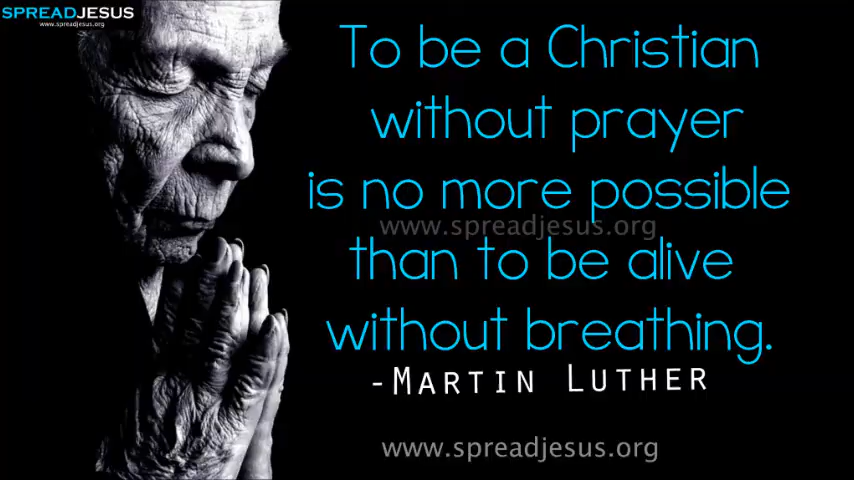 SPREADJESUS
www.spreadjesus.org
To be a Christian
without prayer
is no more possible
www.spreadjesus.org
than to be alive
without breathing.
-Martin Luther
www.spreadjesus.org